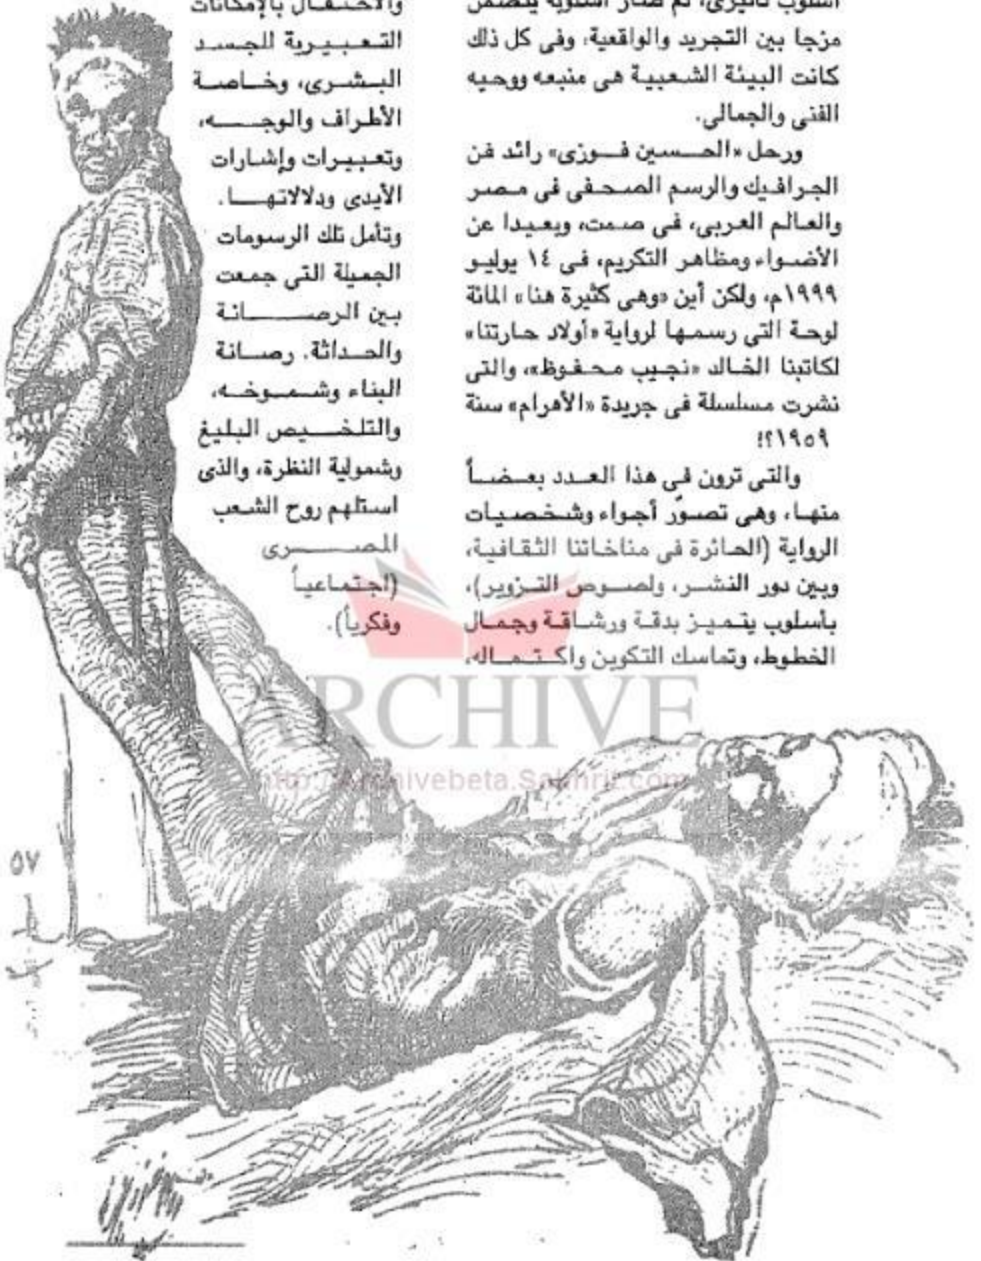 أسلوب تأثيرى، ثم صار أسلوبه يتضمن
مزجا بين التجريد والواقعية، وفى كل ذلك
كانت البيئة الشعبية هى منبعه ووحيه
الفنى والجمالى.
ورحل «الحسين فوزى» رائد فن
الجرافيك والرسم الصحفى فى مصر
والعالم العربى، فى صمت، وبعيدا عن
الأضواء ومظاهر التكريم، فى ١٤ يوليو
١٩٩٩م، ولكن أين «وهى كثيرة هنا» المائة
لوحة التى رسمها لرواية «أولاد حارتنا»
لكاتبنا الخالد «نجيب محفوظ»، والتى
نشرت مسلسلة فى جريدة «الأهرام» سنة
١٩٥٩؟!
والتى ترون فى هذا العدد بعضاً
منها، وهى تصوّر أجواء وشخصيات
الرواية (الحائرة فى مناخاتنا الثقافية،
وبين دور النشر، ولصوص التزوير)،
بأسلوب يتميز بدقة ورشاقة وجمال
الخطوط، وتماسك التكوين واكتماله،
والاحتفال بالإمكانات
التعبيرية للجسد
البشرى، وخاصة
الأطراف والوجه،
وتعبيرات وإشارات
الأيدى ودلالاتها.
وتأمل تلك الرسومات
الجميلة التى جمعت
بين الرصانة
والحداثة. رصانة
البناء وشموخه،
والتلخيص البليغ
وشمولية النظرة، والذى
استلهم روح الشعب
المصرى
(اجتماعياً
وفكرياً).
ARCHIVE
http://Archivebeta.Sakhrit.com
٥٧